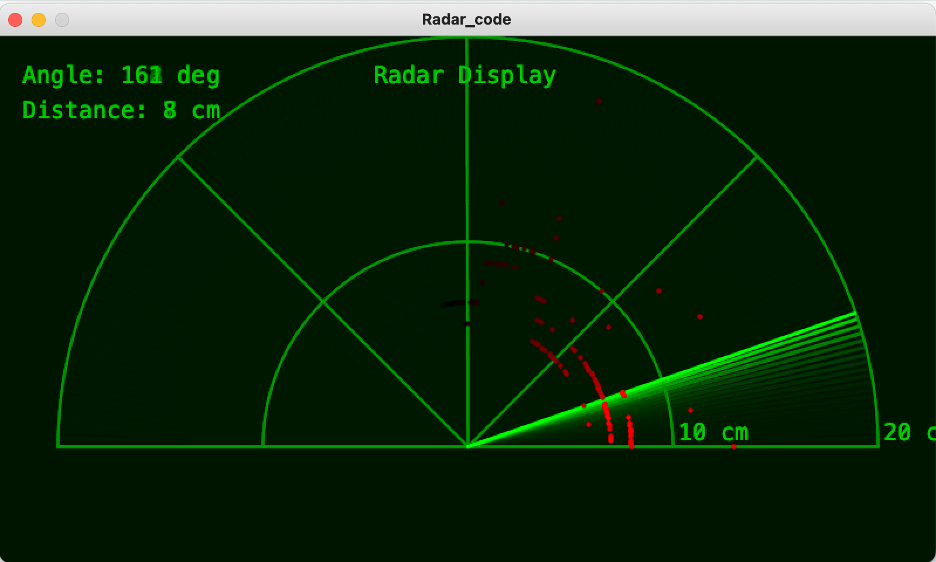 Radar_code
Angle: deg
Radar Display
Distance: 8 cm
10 cm
20 c